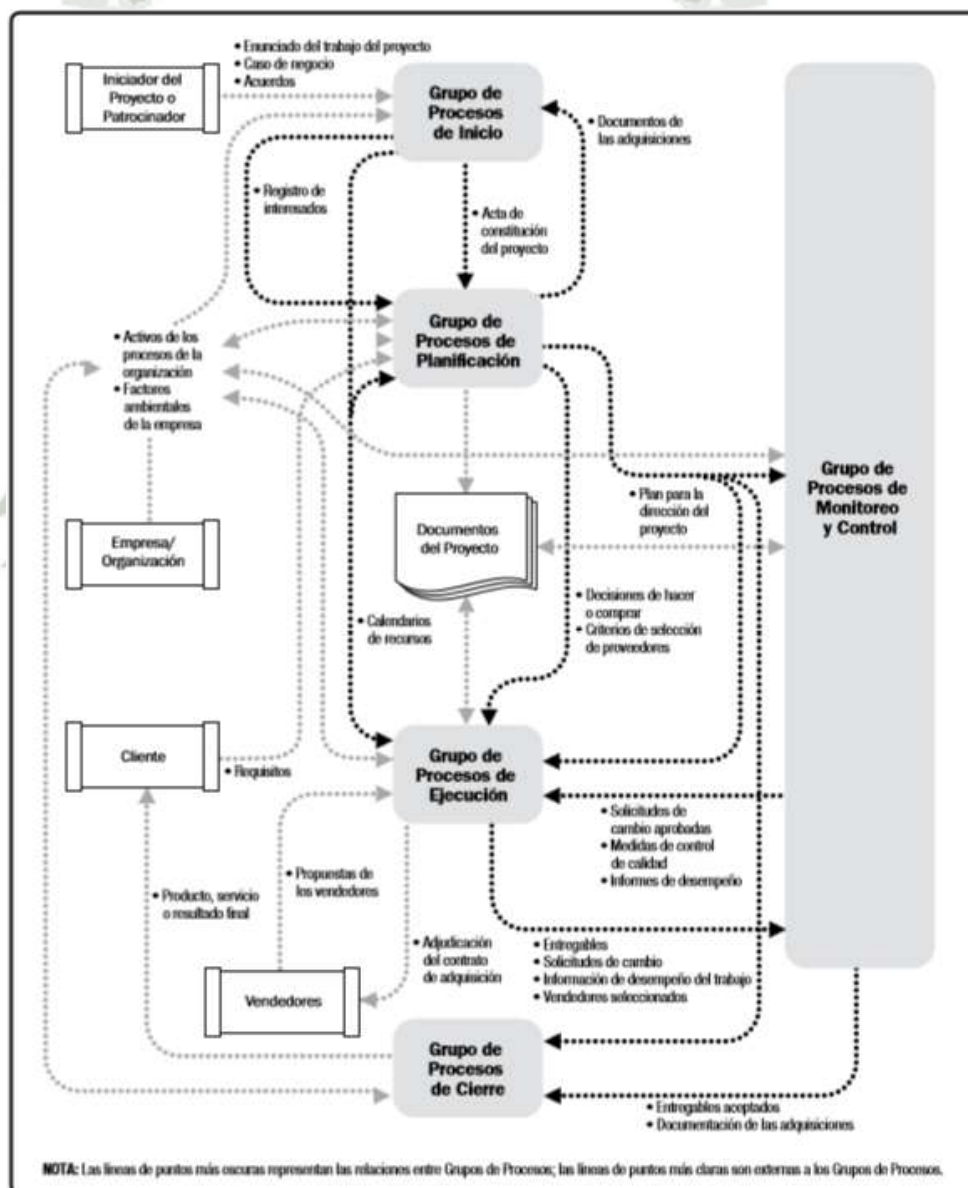 • Enunciado del trabajo del proyecto
• Caso de negocio
• Acuerdos
Iniciador del
Proyecto o
Patrocinador
Grupo de
Procesos
de Inicio
• Documentos de
las adquisiciones
• Registro de
interesados
• Acta de
constitución
del proyecto
Grupo de
Procesos de
Planificación
• Activos de los
procesos de la
organización
• Factores
ambientales
de la empresa
Grupo de
Procesos de
Monitoreo
y Control
Empresa/
Organización
Documentos
del Proyecto
• Plan para la
dirección del
proyecto
• Calendarios
de recursos
• Decisiones de hacer
o comprar
• Criterios de selección
de proveedores
Cliente
• Requisitos
Grupo de
Procesos de
Ejecución
• Solicitudes de
cambio aprobadas
• Medidas de control
de calidad
• Informes de desempeño
• Producto, servicio
o resultado final
• Propuestas de
los vendedores
• Adjudicación
del contrato
de adquisición
• Entregables
• Solicitudes de cambio
• Información de desempeño del trabajo
• Vendedores seleccionados
Vendedores
Grupo de
Procesos
de Cierre
• Entregables aceptados
• Documentación de las adquisiciones
NOTA: Las líneas de puntos más oscuras representan las relaciones entre Grupos de Procesos; las líneas de puntos más claras son externas a los Grupos de Procesos.